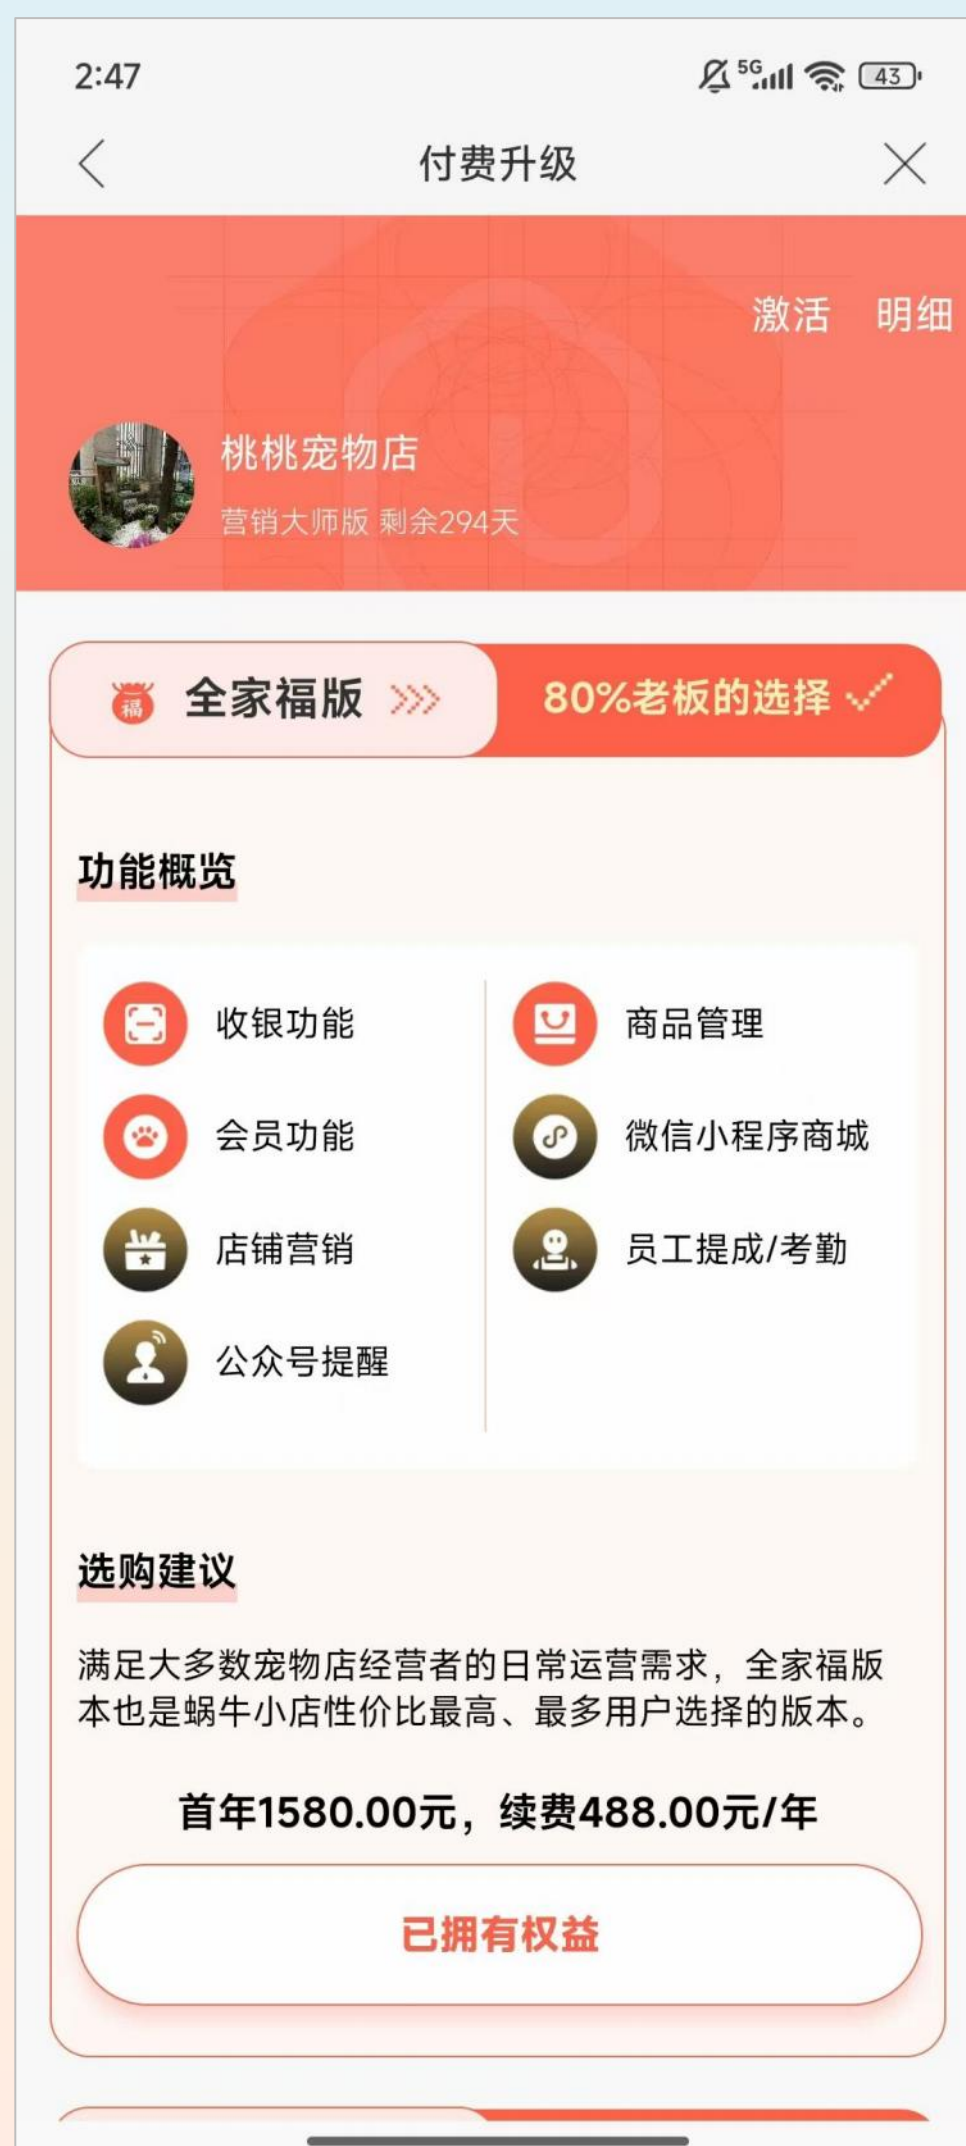 2:47
5G
43
付费升级
激活 明细
桃桃宠物店
营销大师版 剩余294天
福 全家福版 80%老板的选择
功能概览
收银功能 商品管理
会员功能 微信小程序商城
店铺营销 员工提成/考勤
公众号提醒
选购建议
满足大多数宠物店经营者的日常运营需求，全家福版
本也是蜗牛小店性价比最高、最多用户选择的版本。
首年1580.00元，续费488.00元/年
已拥有权益